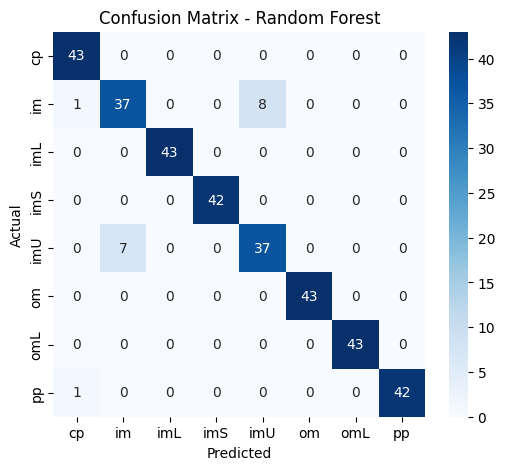 Confusion Matrix - Random Forest
cp 43 0 0 0 0 0 0 0
im 1 37 0 0 8 0 0 0
imL 0 0 43 0 0 0 0 0
imS 0 0 0 42 0 0 0 0
imU 0 7 0 0 37 0 0 0
om 0 0 0 0 0 43 0 0
omL 0 0 0 0 0 0 43 0
pp 1 0 0 0 0 0 0 42
cp im imL imS imU om omL pp
Predicted
Actual
40
35
30
25
20
15
10
5
0